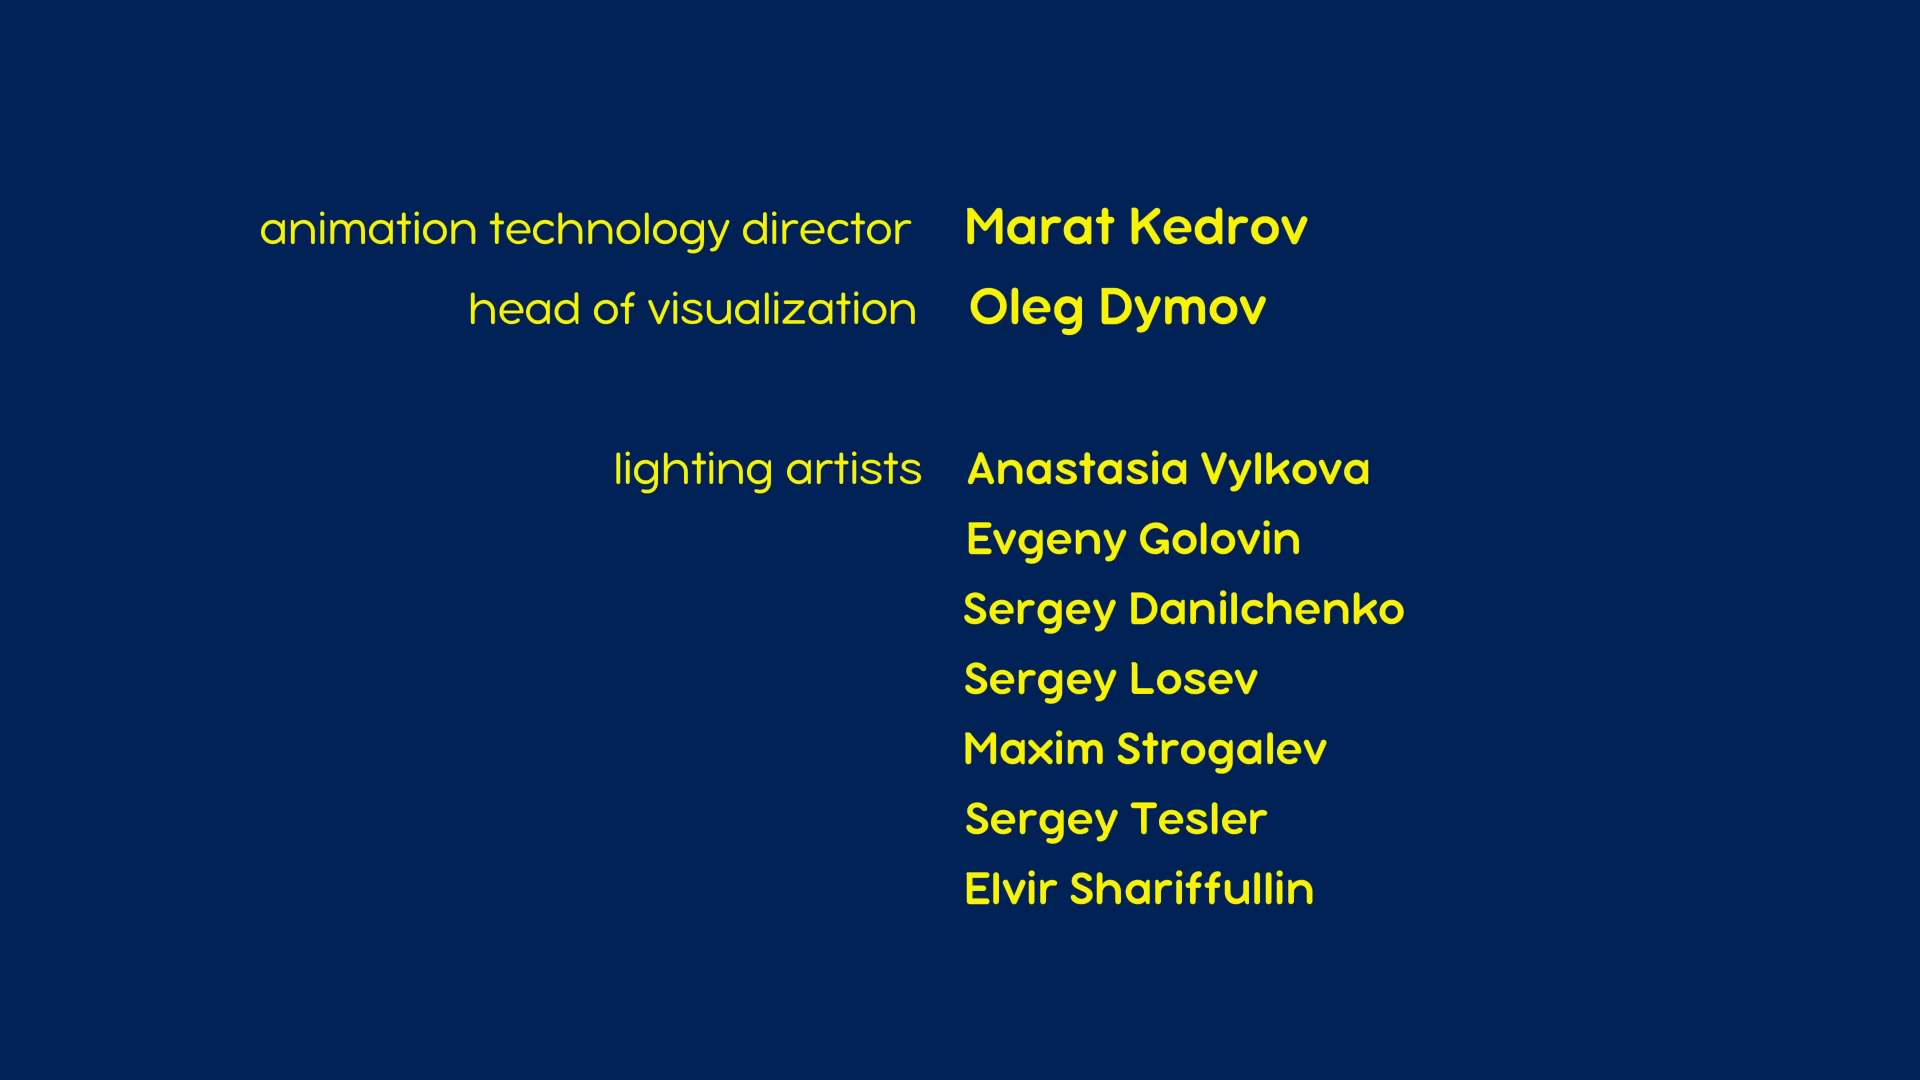 animation technology director Marat Kedrov
head of visualization Oleg Dymov
lighting artists Anastasia Vylkova
Evgeny Golovin
Sergey Danilchenko
Sergey Losev
Maxim Strogalev
Sergey Tesler
Elvir Shariffullin